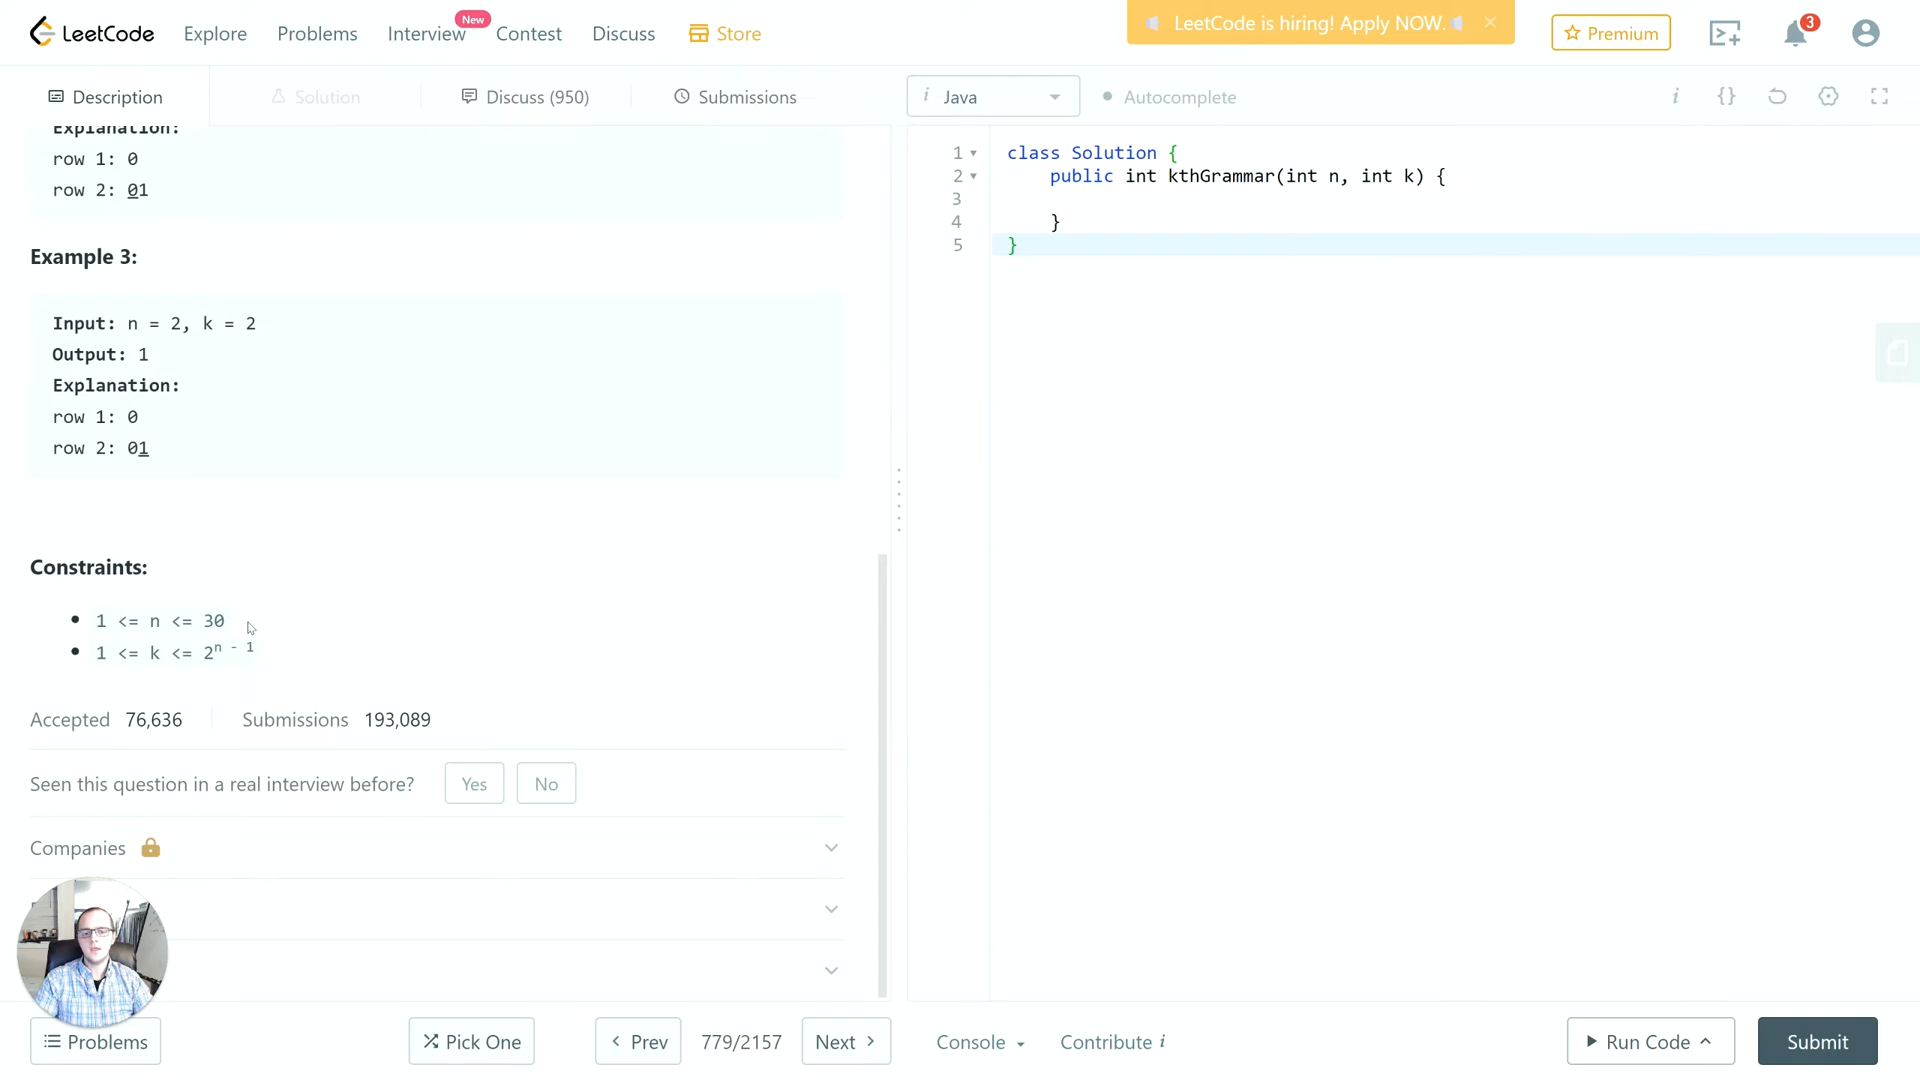 LeetCode Explore Problems Interview New Contest Discuss Store LeetCode is hiring! Apply NOW. × Premium 3
Description Solution Discuss (950) Submissions i Java Autocomplete i {}
Explanation:
row 1: 0
row 2: 01
Example 3:
Input: n = 2, k = 2
Output: 1
Explanation:
row 1: 0
row 2: 01
Constraints:
1 <= n <= 30
1 <= k <= 2ⁿ ⁻ ¹
Accepted 76,636 Submissions 193,089
Seen this question in a real interview before? Yes No
Companies
Problems Pick One Prev 779/2157 Next Console Contribute i Run Code Submit
1 class Solution {
2 public int kthGrammar(int n, int k) {
3
4 }
5 }